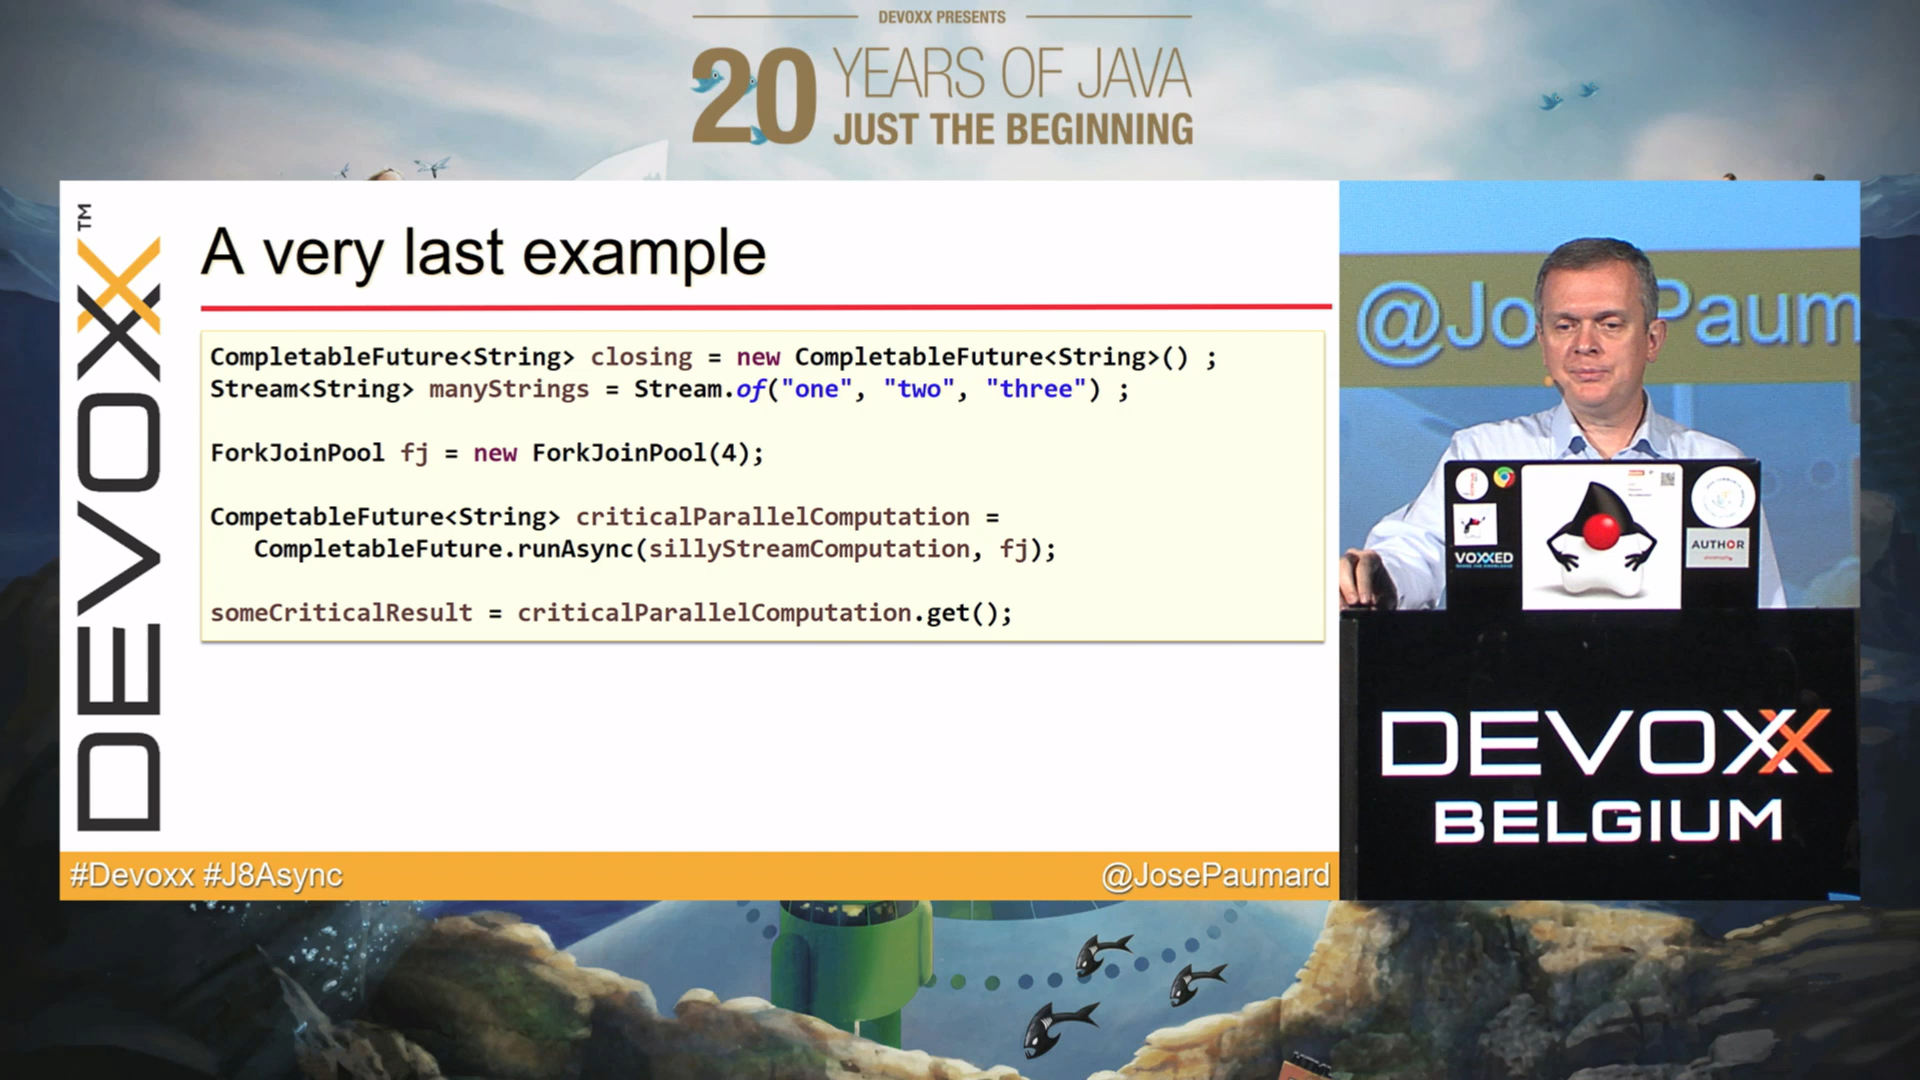 DEVOXX PRESENTS
20 YEARS OF JAVA
JUST THE BEGINNING
DEVOXX™
A very last example
CompletableFuture<String> closing = new CompletableFuture<String>() ;
Stream<String> manyStrings = Stream.of("one", "two", "three") ;
ForkJoinPool fj = new ForkJoinPool(4);
CompetableFuture<String> criticalParallelComputation =
CompletableFuture.runAsync(sillyStreamComputation, fj);
someCriticalResult = criticalParallelComputation.get();
#Devoxx #J8Async
@JosePaumard
@Jo Paum
VOXXED
AUTHOR
DEVOXX
BELGIUM